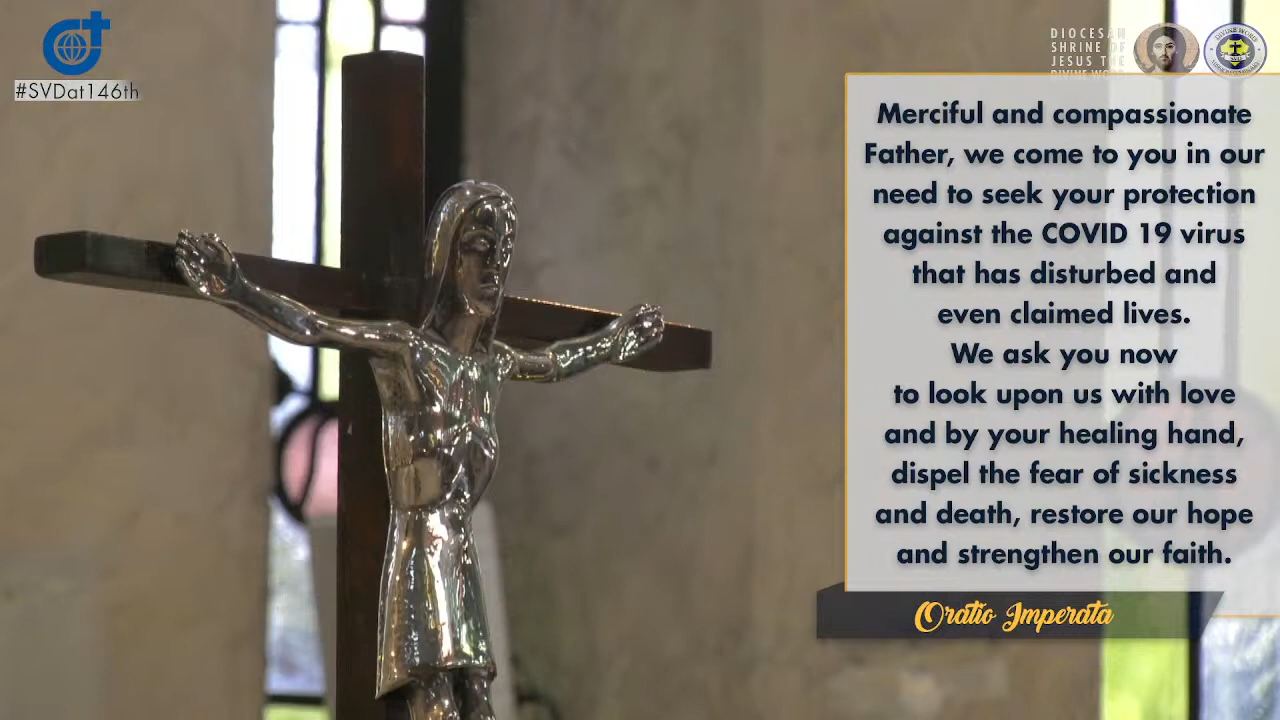 #SVDat146th
DIOCESAN
SHRINE OF
JESUS THE
DIVINE WORD
Merciful and compassionate
Father, we come to you in our
need to seek your protection
against the COVID 19 virus
that has disturbed and
even claimed lives.
We ask you now
to look upon us with love
and by your healing hand,
dispel the fear of sickness
and death, restore our hope
and strengthen our faith.
Oratio Imperata